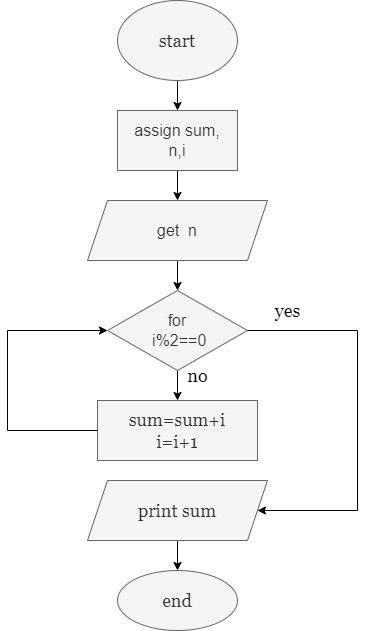 start
assign sum,
n,i
get n
for
i%2==0
yes
no
sum=sum+i
i=i+1
print sum
end